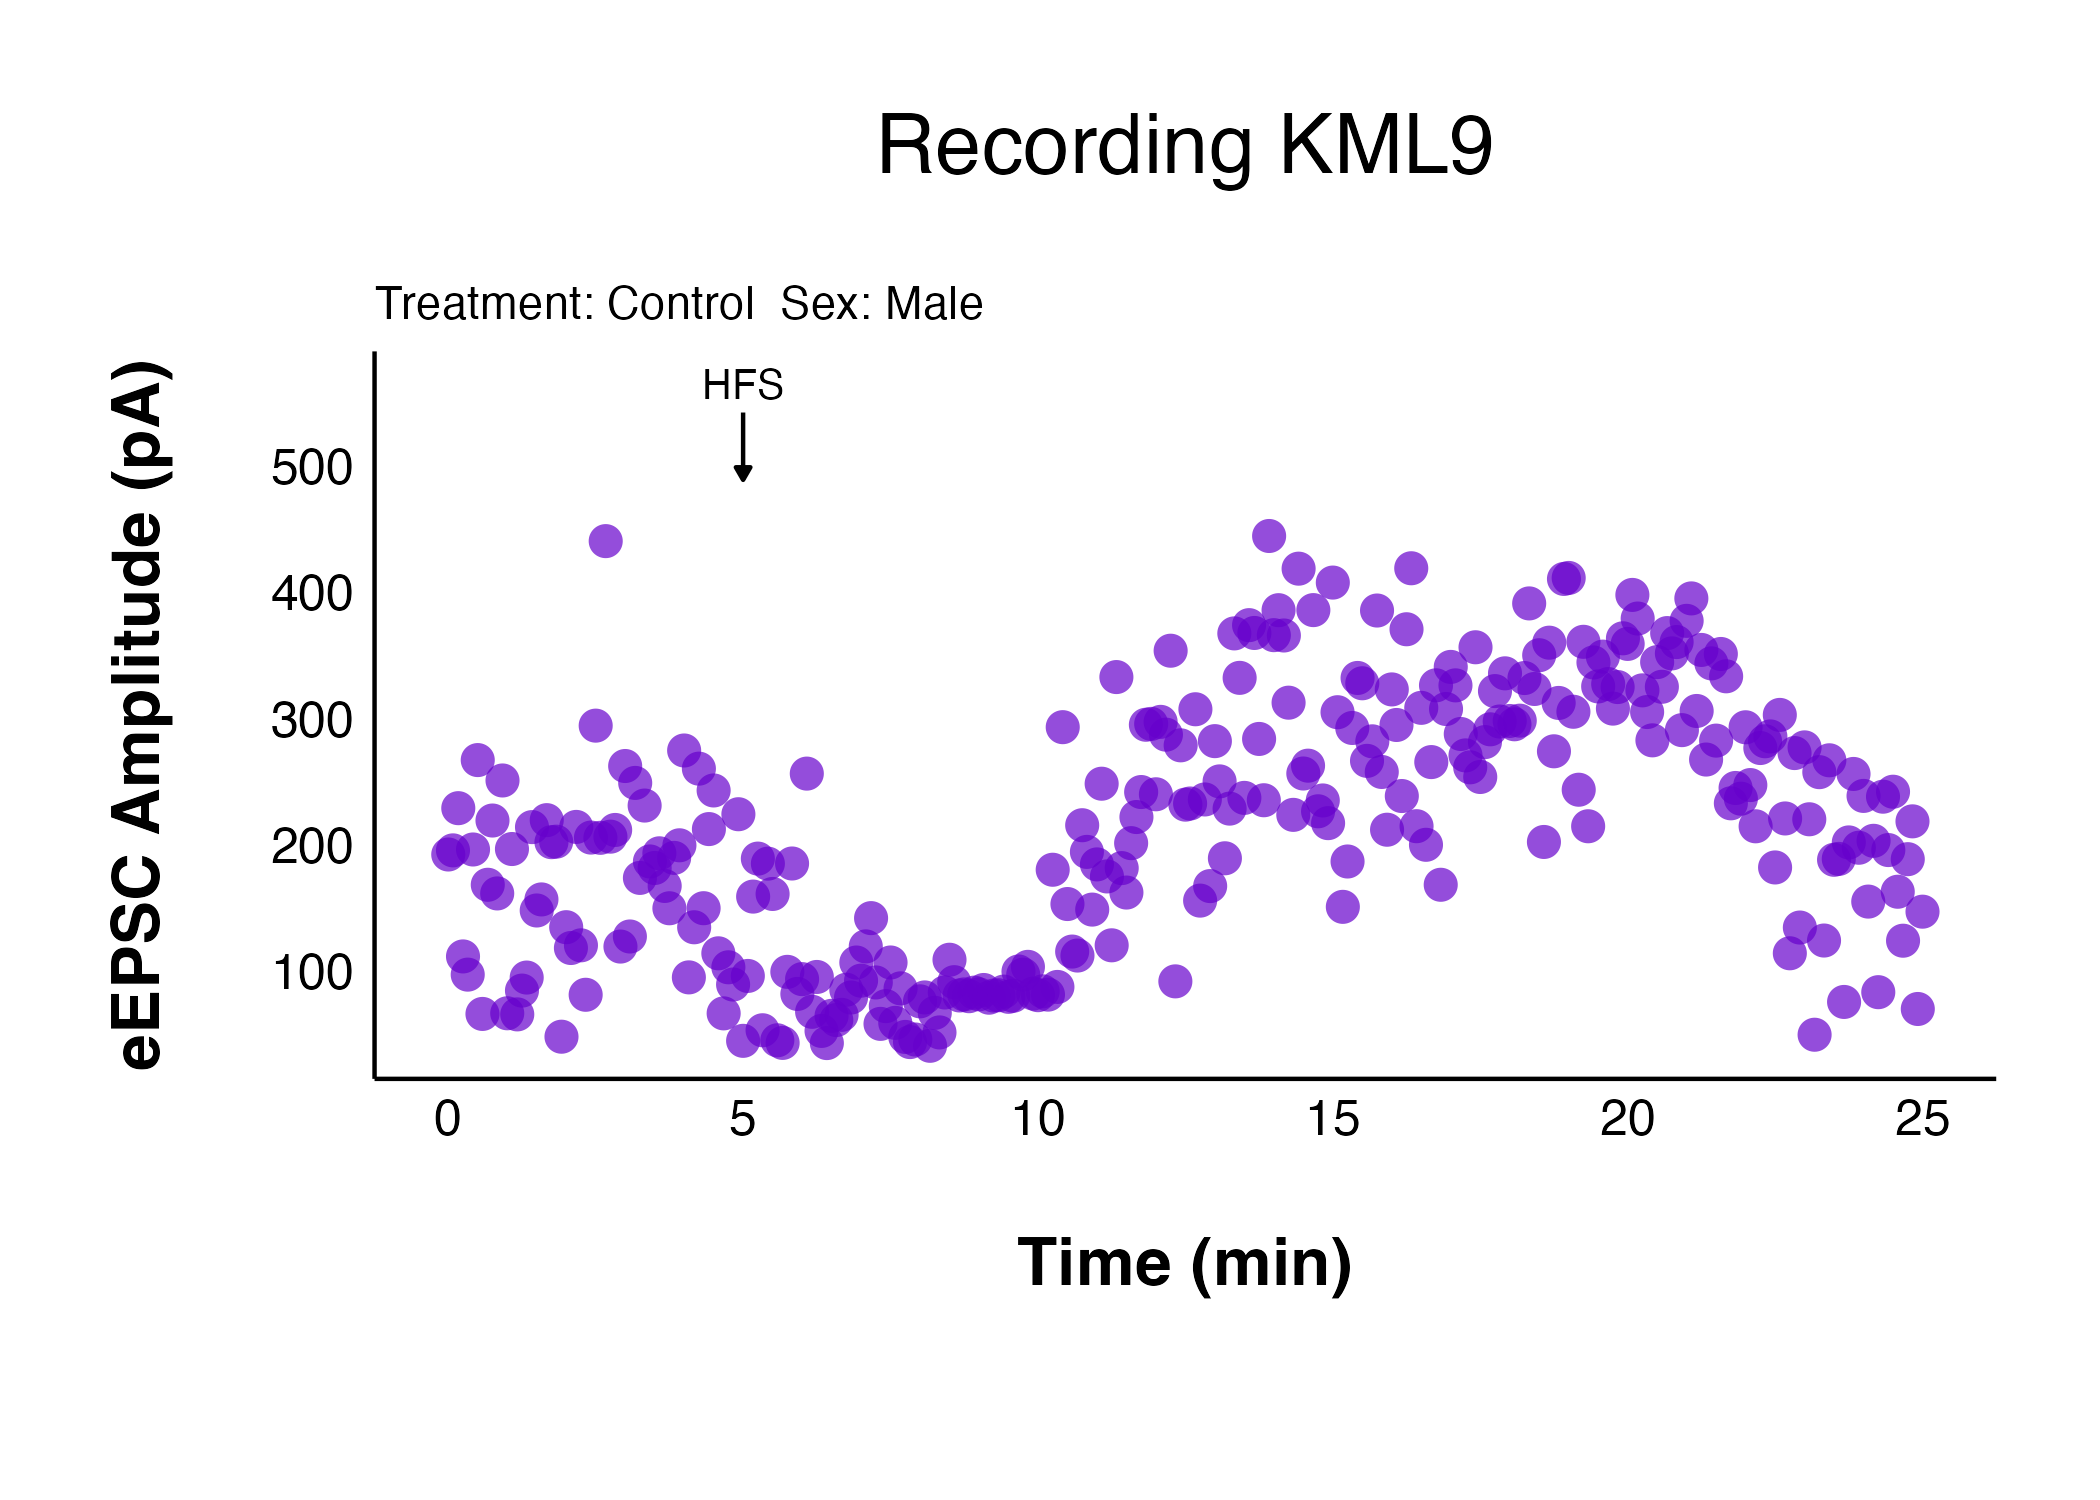 Recording KML9
Treatment: Control  Sex: Male
HFS
eEPSC Amplitude (pA)
500
400
300
200
100
0 5 10 15 20 25
Time (min)